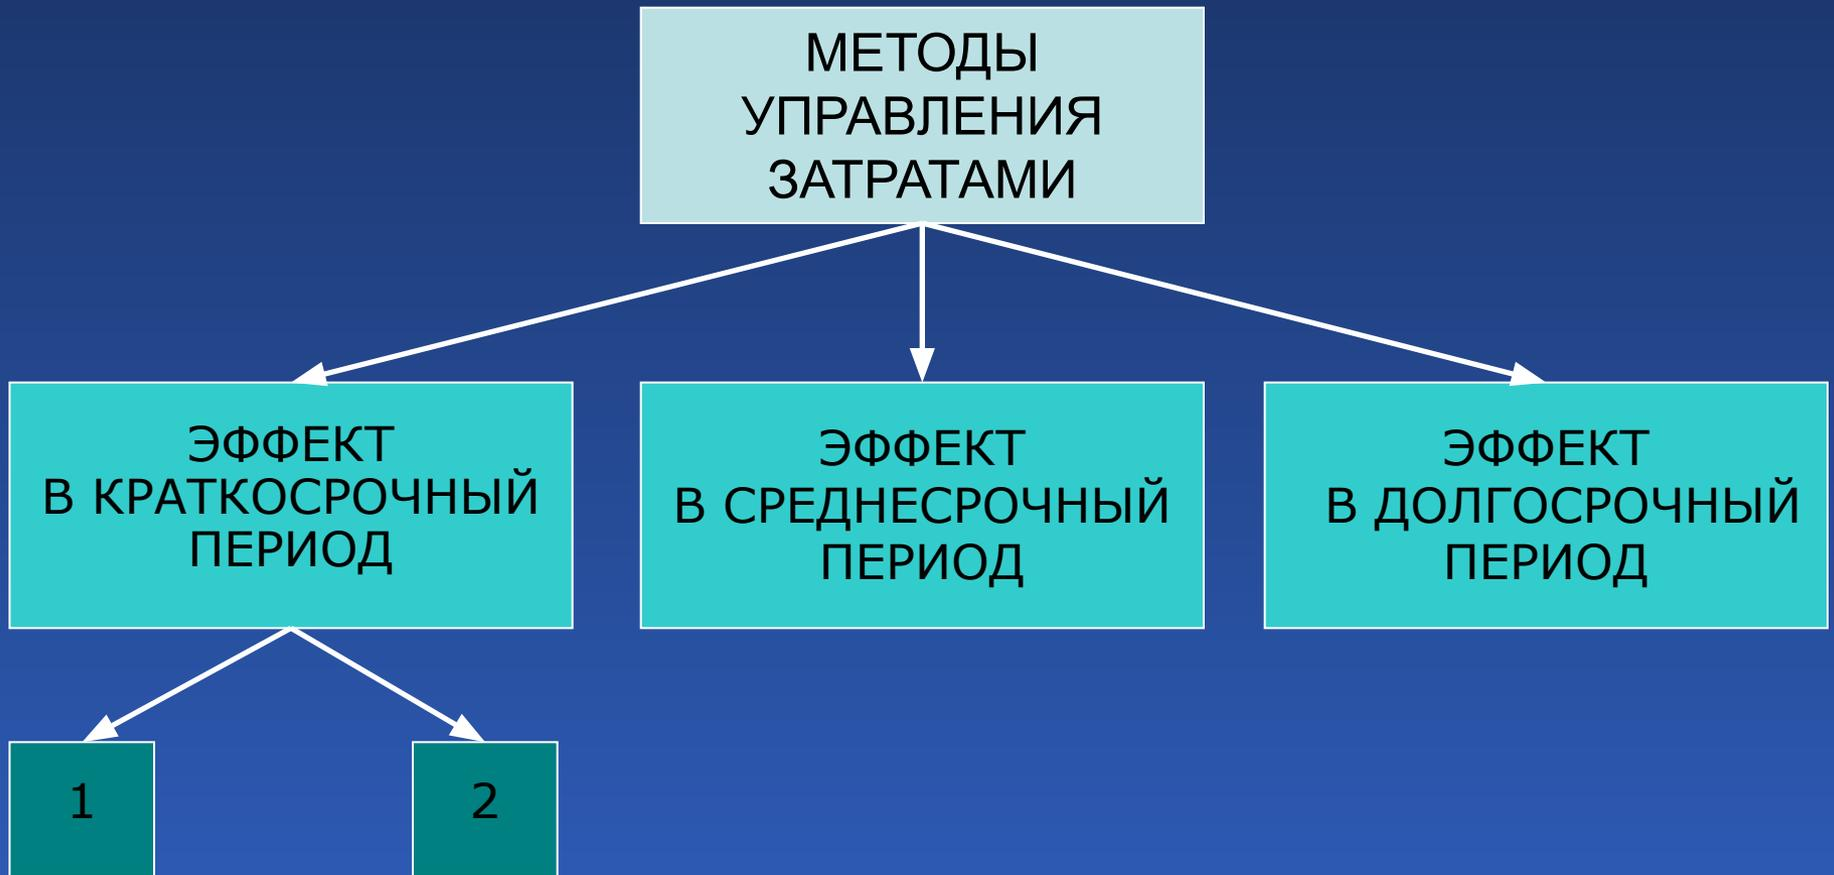 МЕТОДЫ
УПРАВЛЕНИЯ
ЗАТРАТАМИ
ЭФФЕКТ
В КРАТКОСРОЧНЫЙ
ПЕРИОД
ЭФФЕКТ
В СРЕДНЕСРОЧНЫЙ
ПЕРИОД
ЭФФЕКТ
В ДОЛГОСРОЧНЫЙ
ПЕРИОД
1
2